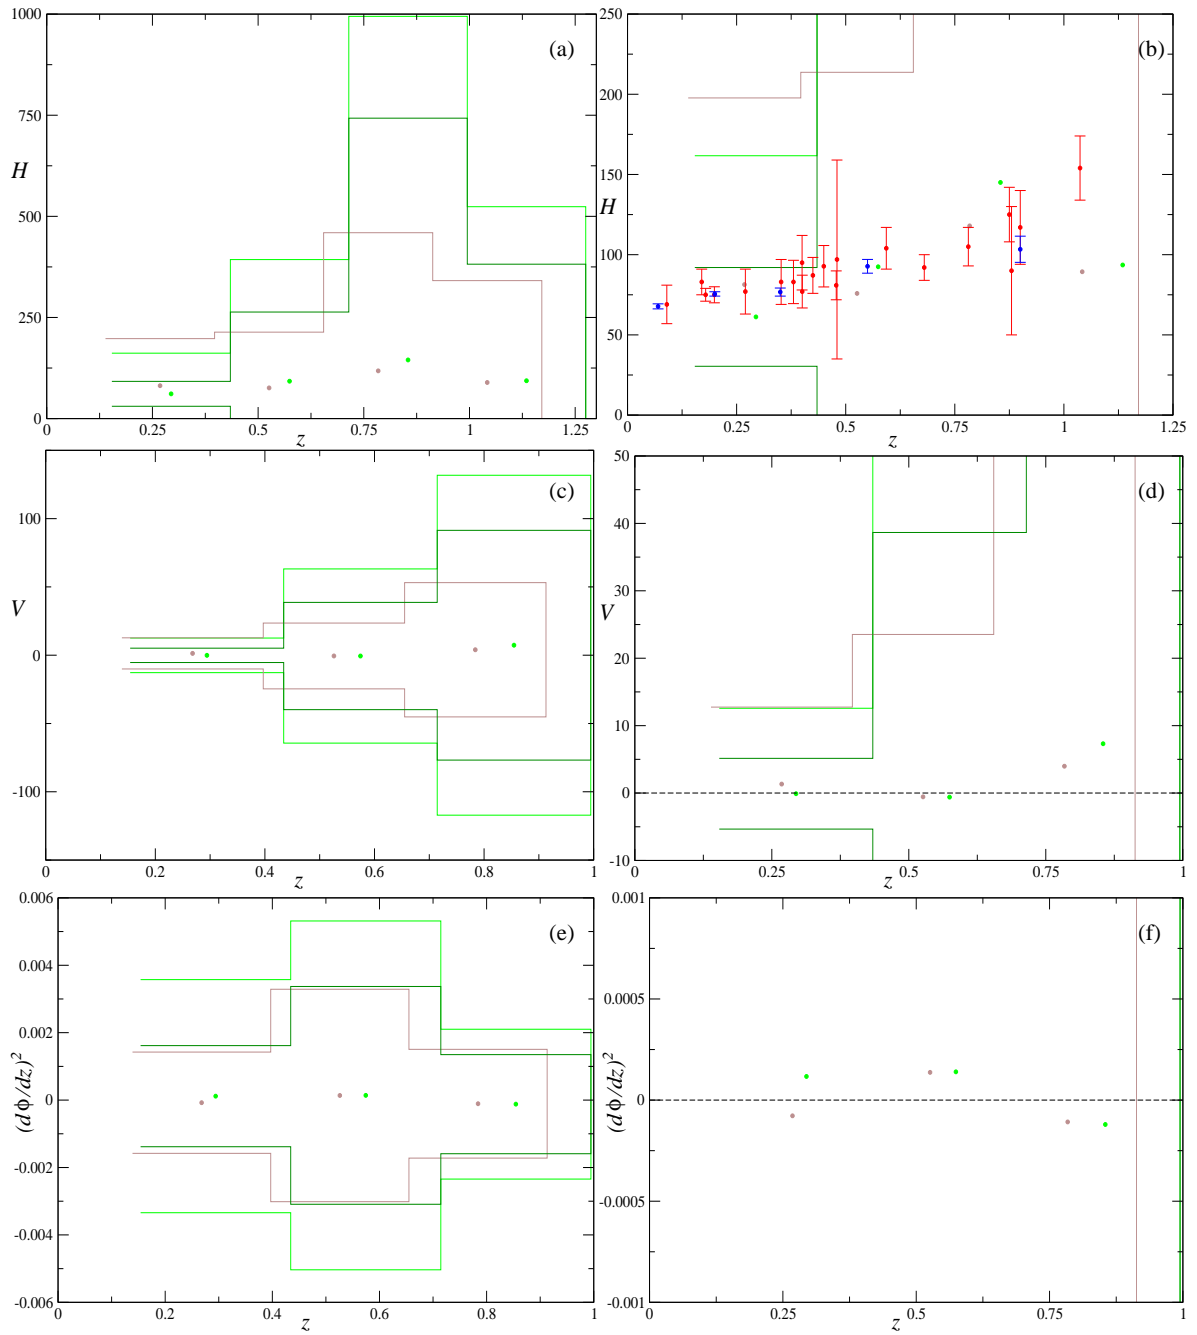 1000
750
500
250
0
H
(a)
0 0.25 0.5 0.75 1 1.25
z
250
200
150
100
50
0
H
(b)
0 0.25 0.5 0.75 1 1.25
z
100
0
-100
V
(c)
0 0.2 0.4 0.6 0.8 1
z
50
40
30
20
10
0
-10
V
(d)
0 0.25 0.5 0.75 1
z
0.006
0.004
0.002
0
-0.002
-0.004
-0.006
(dϕ/dz)²
(e)
0 0.2 0.4 0.6 0.8 1
z
0.001
0.0005
0
-0.0005
-0.001
(dϕ/dz)²
(f)
0 0.25 0.5 0.75 1
z